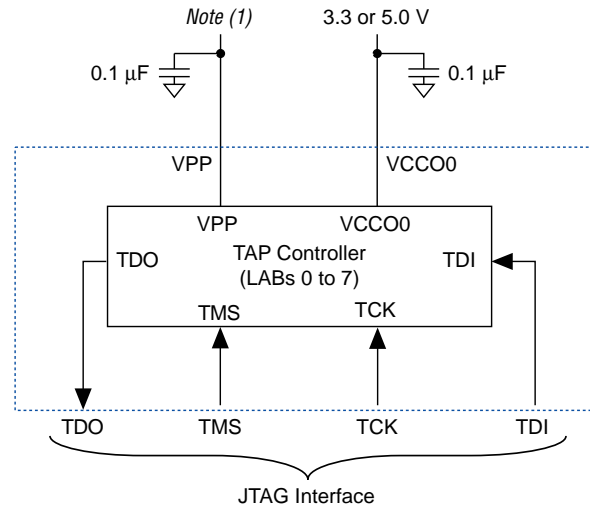 Note (1)
3.3 or 5.0 V
0.1 μF
0.1 μF
VPP
VCCO0
VPP
VCCO0
TDO
TAP Controller
TDI
(LABs 0 to 7)
TMS
TCK
TDO
TMS
TCK
TDI
JTAG Interface